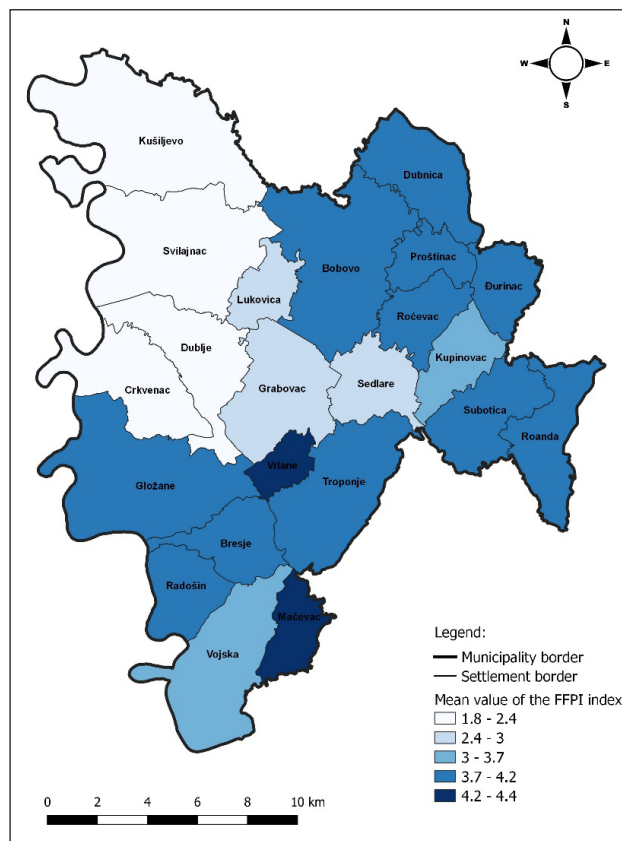 N
W E
S
Kušiljevo
Dubnica
Svilajnac
Bobovo
Proštinac
Đurinac
Lukovica
Roćevac
Dublje
Kupinovac
Crkvenac
Grabovac
Sedlare
Subotica
Roanda
Vrlane
Gložane
Troponje
Bresje
Radošin
Mačevac
Vojska
Legend:
Municipality border
Settlement border
Mean value of the FFPI index
1.8 - 2.4
2.4 - 3
3 - 3.7
3.7 - 4.2
4.2 - 4.4
0 2 4 6 8 10 km